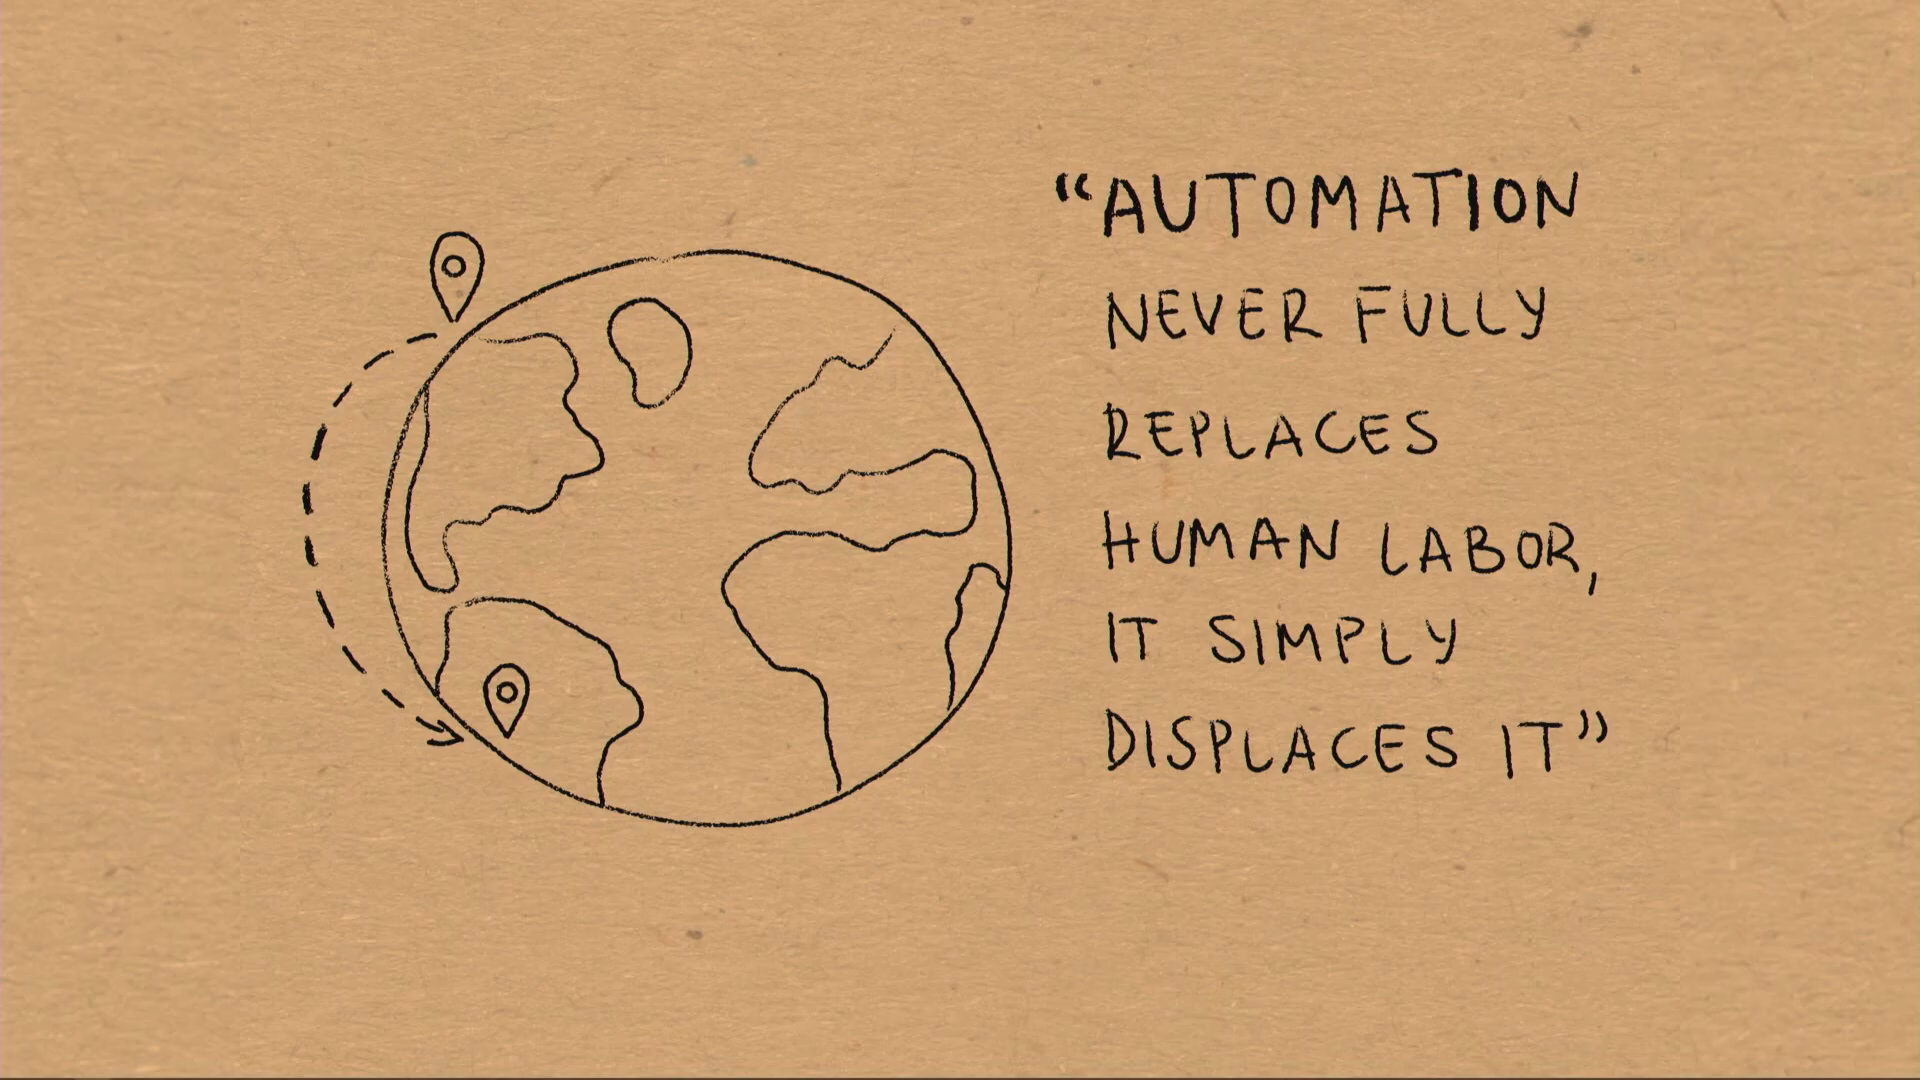 “AUTOMATION
NEVER FULLY
REPLACES
HUMAN LABOR,
IT SIMPLY
DISPLACES IT”